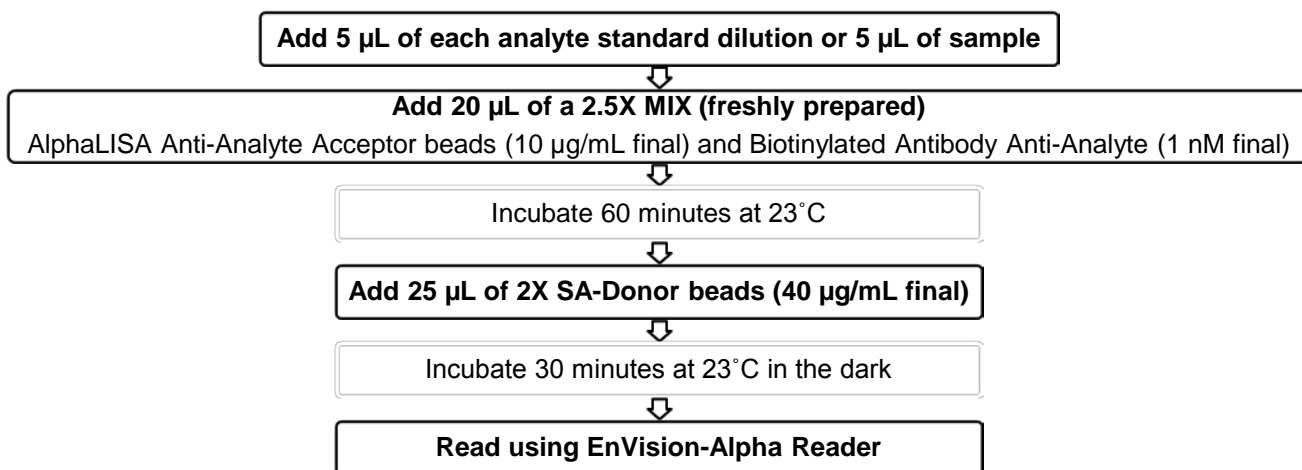 Add 5 µL of each analyte standard dilution or 5 µL of sample
Add 20 µL of a 2.5X MIX (freshly prepared)
AlphaLISA Anti-Analyte Acceptor beads (10 µg/mL final) and Biotinylated Antibody Anti-Analyte (1 nM final)
Incubate 60 minutes at 23˚C
Add 25 µL of 2X SA-Donor beads (40 µg/mL final)
Incubate 30 minutes at 23˚C in the dark
Read using EnVision-Alpha Reader